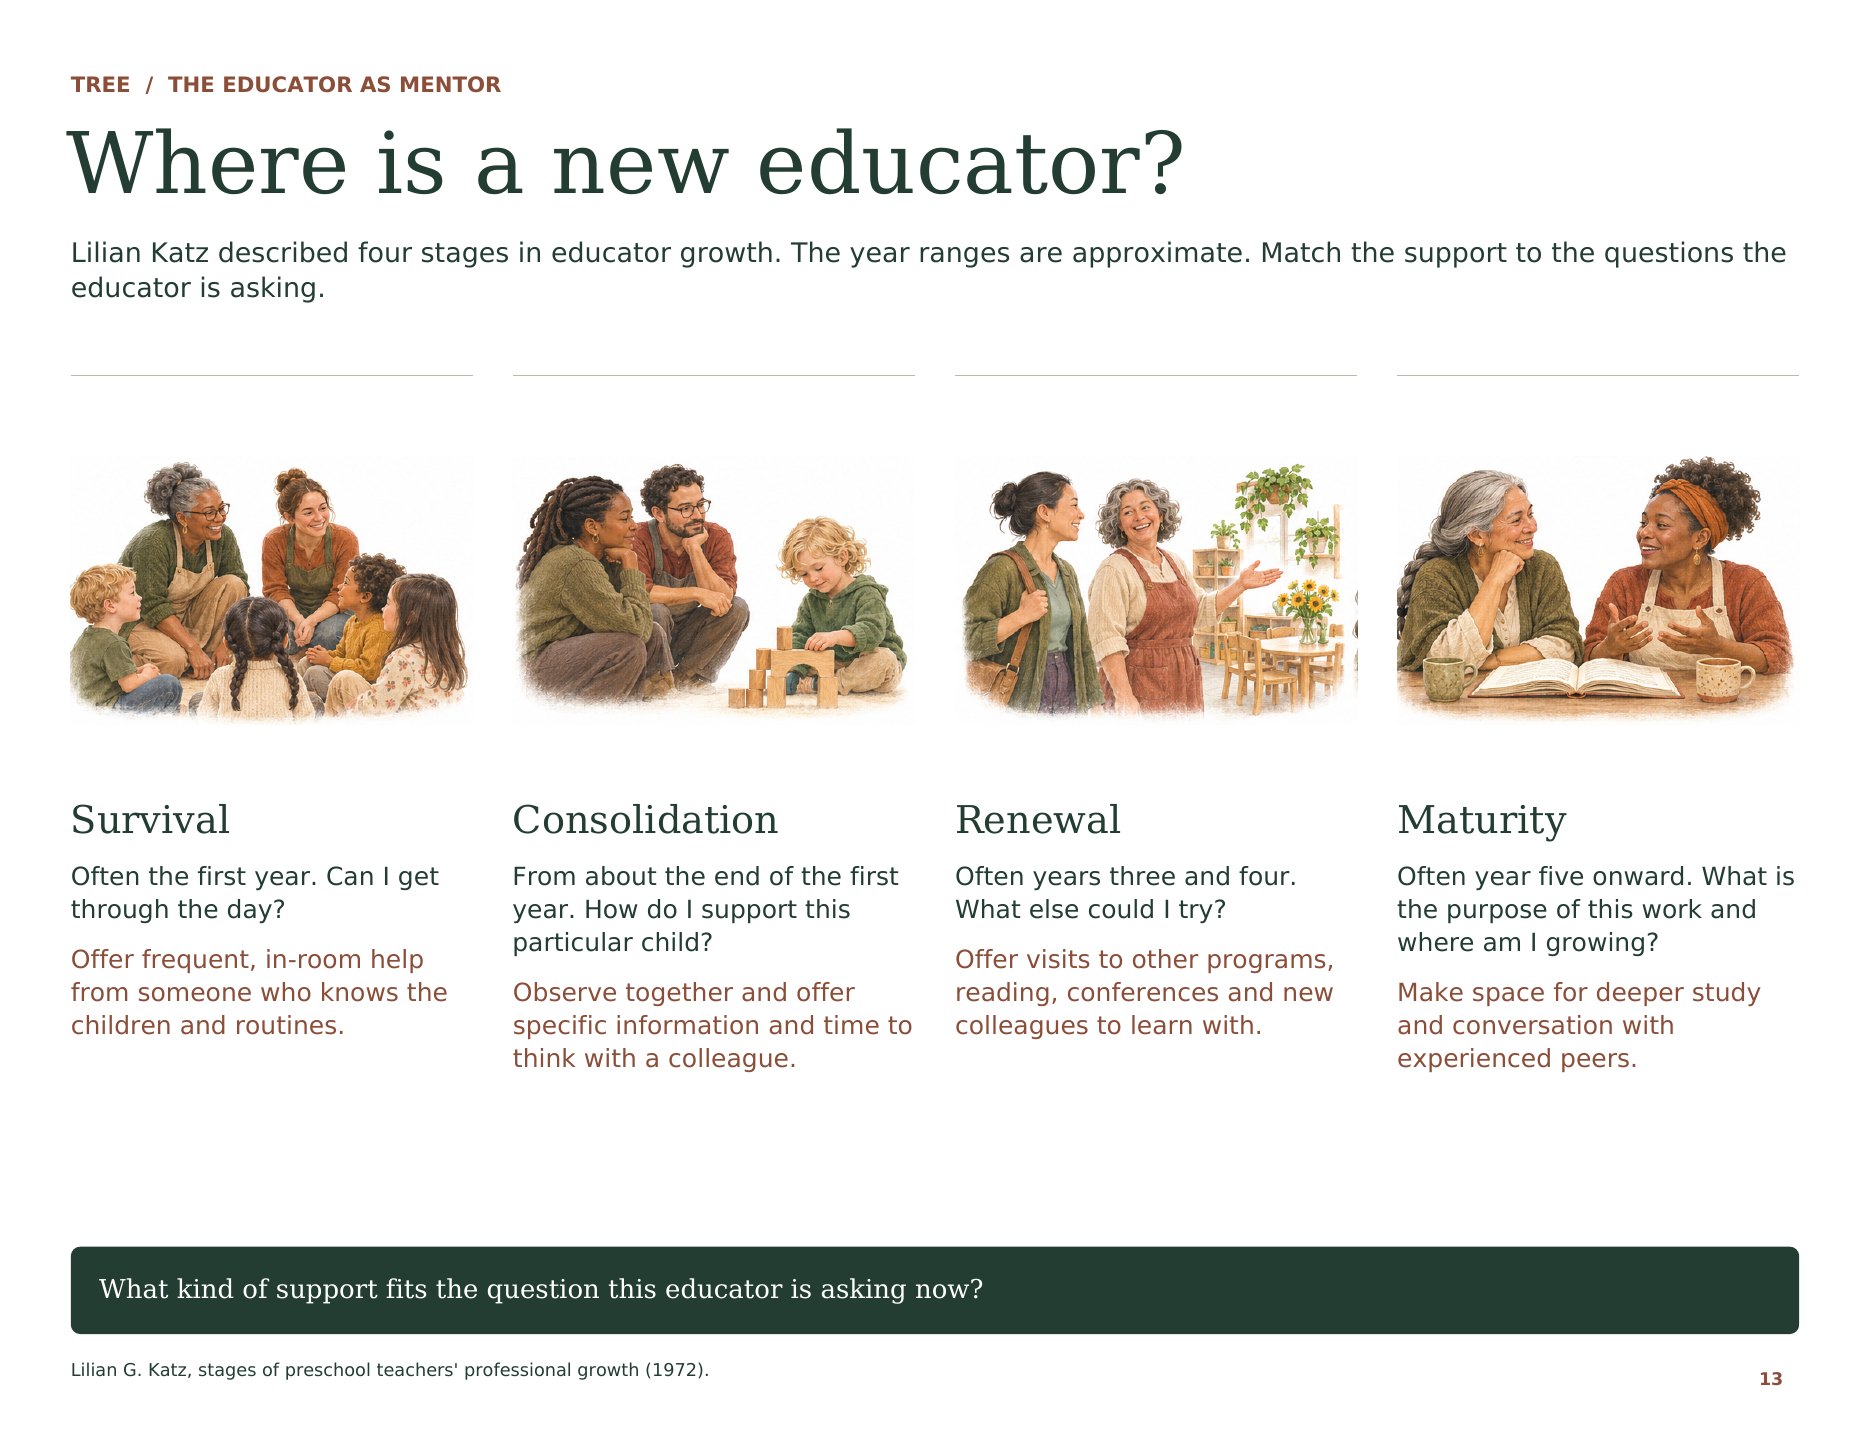 TREE / THE EDUCATOR AS MENTOR
Where is a new educator?
Lilian Katz described four stages in educator growth. The year ranges are approximate. Match the support to the questions the
educator is asking.
Survival
Often the first year. Can I get
through the day?
Offer frequent, in-room help
from someone who knows the
children and routines.
Consolidation
From about the end of the first
year. How do I support this
particular child?
Observe together and offer
specific information and time to
think with a colleague.
Renewal
Often years three and four.
What else could I try?
Offer visits to other programs,
reading, conferences and new
colleagues to learn with.
Maturity
Often year five onward. What is
the purpose of this work and
where am I growing?
Make space for deeper study
and conversation with
experienced peers.
What kind of support fits the question this educator is asking now?
Lilian G. Katz, stages of preschool teachers' professional growth (1972).
13